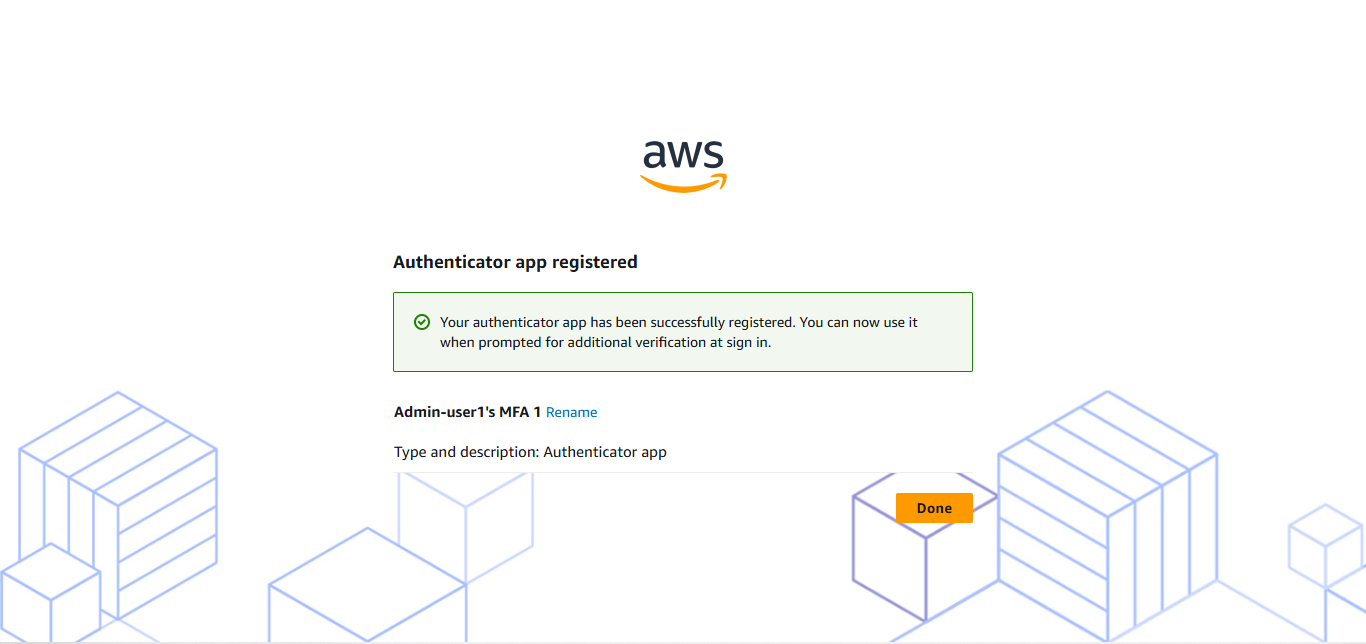 aws
Authenticator app registered
Your authenticator app has been successfully registered. You can now use it
when prompted for additional verification at sign in.
Admin-user1's MFA 1 Rename
Type and description: Authenticator app
Done